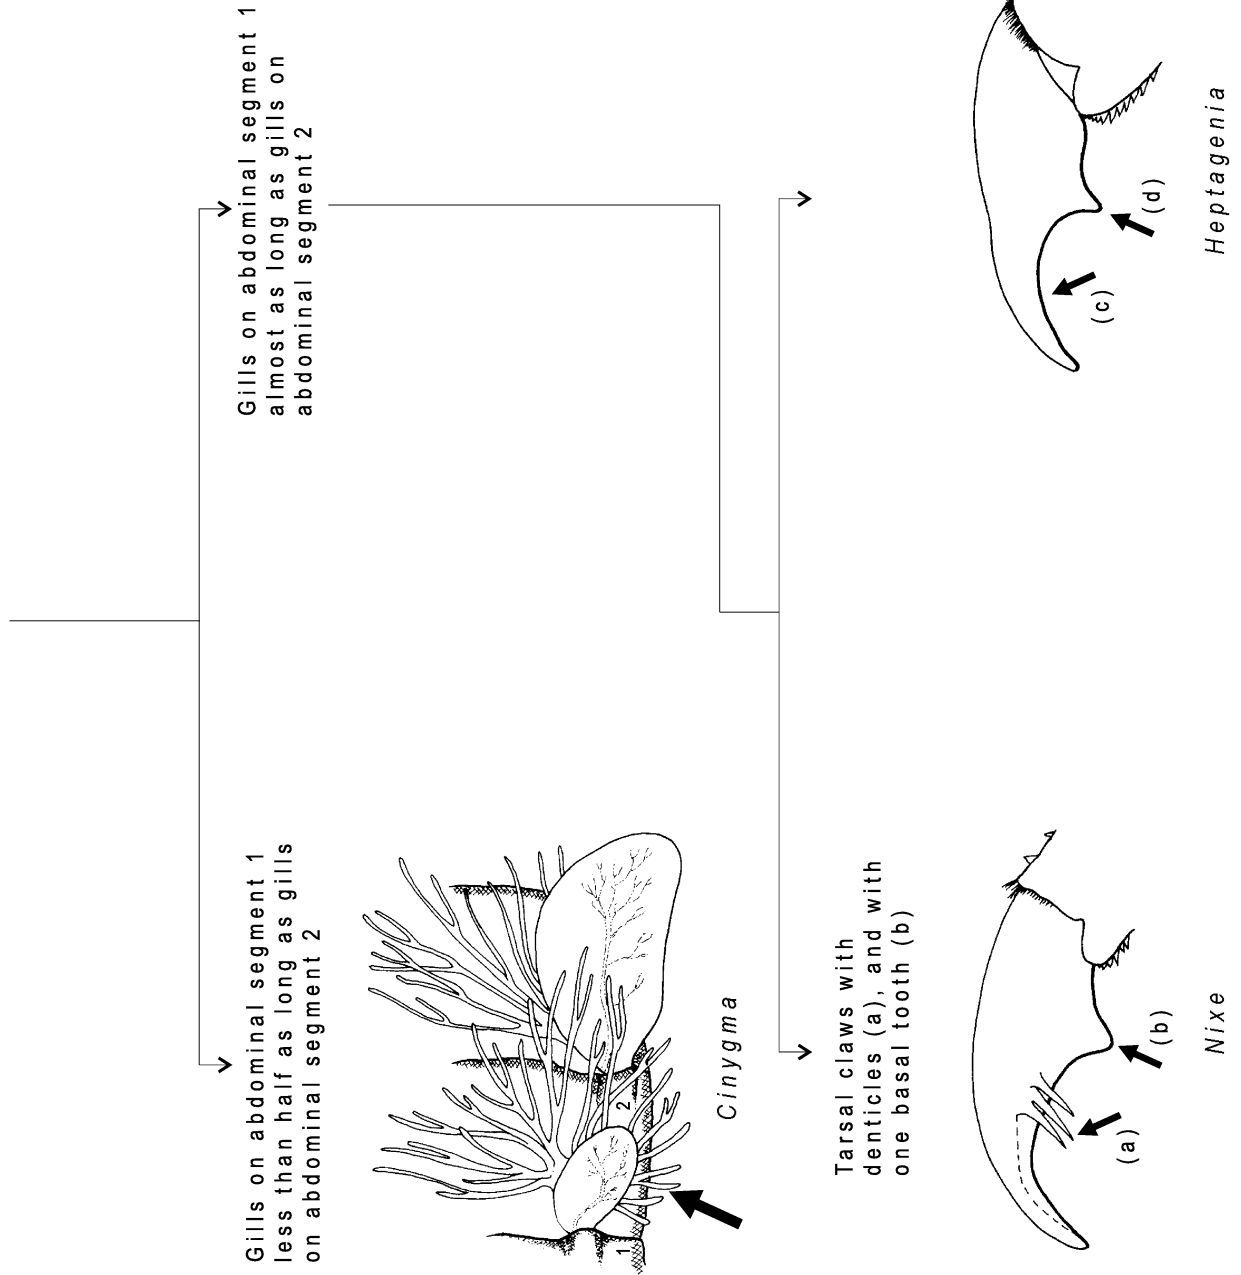 Gills on abdominal segment 1
less than half as long as gills
on abdominal segment 2
Gills on abdominal segment 1
almost as long as gills on
abdominal segment 2
1
2
Cinygma
Tarsal claws with
denticles (a), and with
one basal tooth (b)
(a)
(b)
Nixe
(c)
(d)
Heptagenia